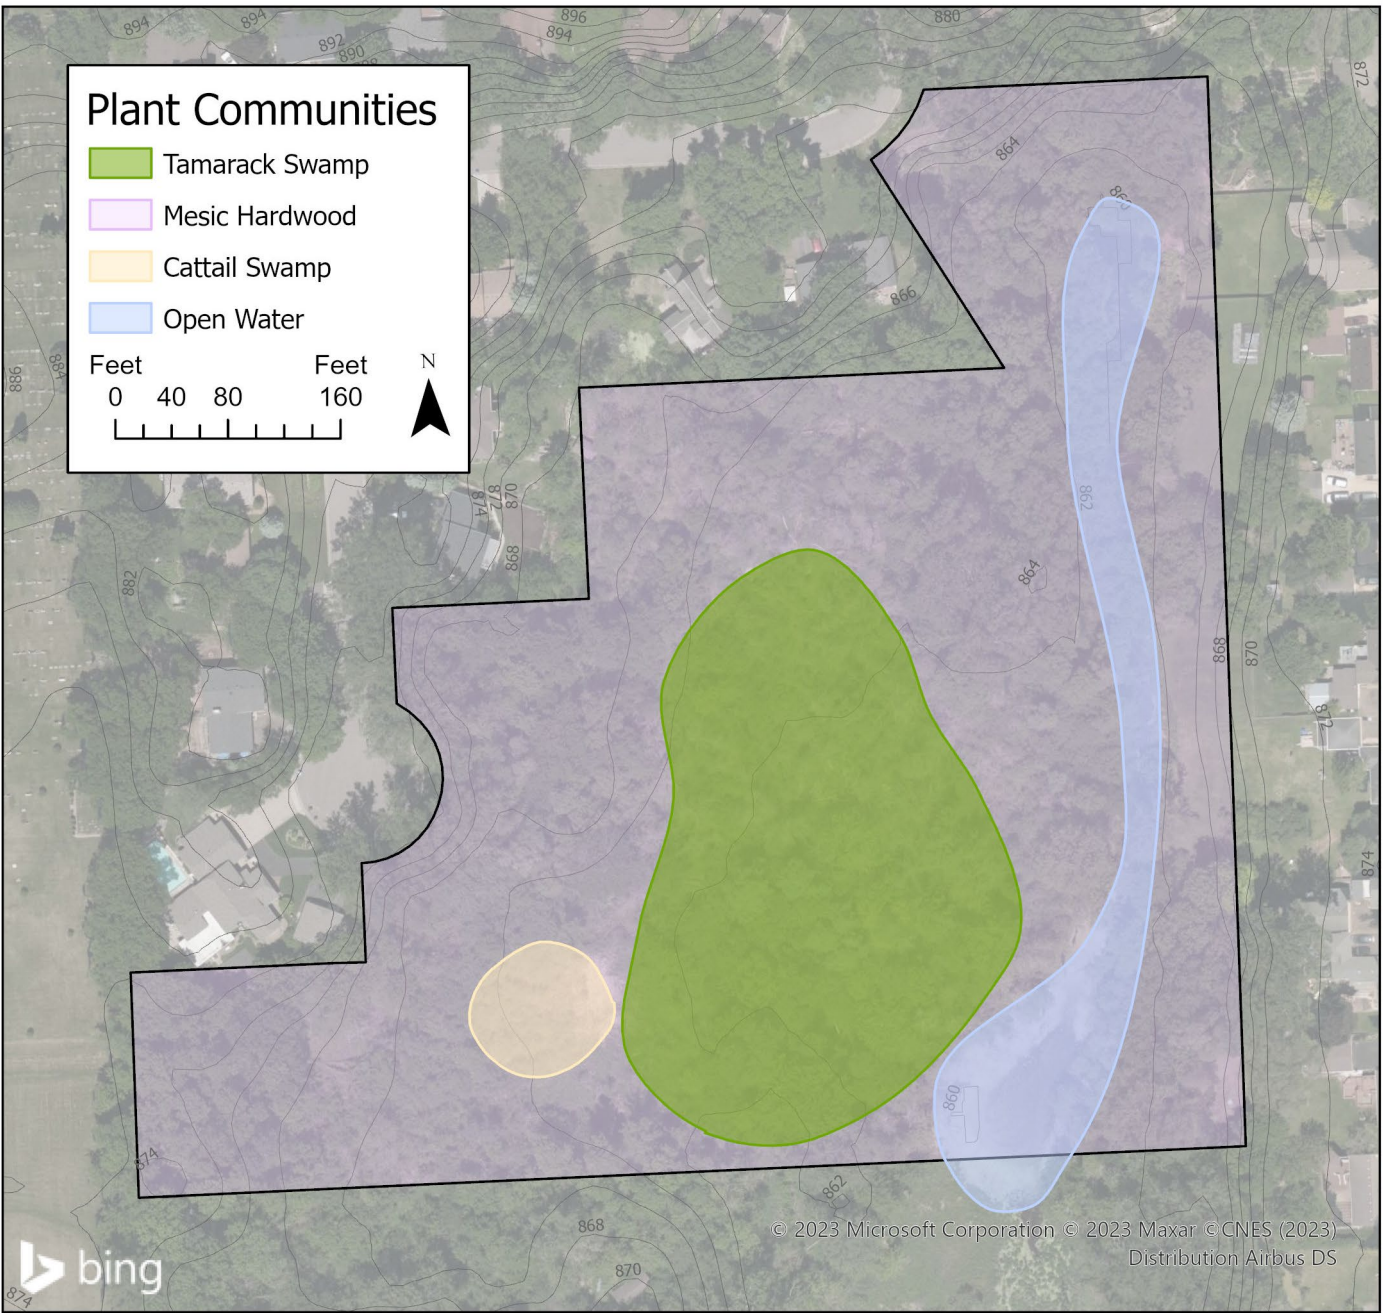 894
894
896
894
880
892
890
872
Plant Communities
Tamarack Swamp
Mesic Hardwood
Cattail Swamp
Open Water
Feet
Feet
N
0 40 80 160
864
866
886
884
874
872
870
862
868
882
864
868
870
872
874
860
874
862
868
870
874
© 2023 Microsoft Corporation © 2023 Maxar ©CNES (2023)
Distribution Airbus DS
bing